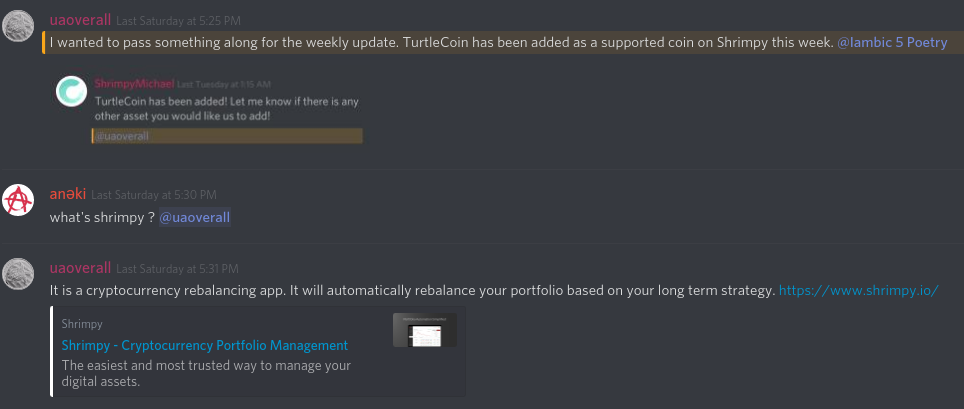 uaoverall Last Saturday at 5:25 PM
I wanted to pass something along for the weekly update. TurtleCoin has been added as a supported coin on Shrimpy this week. @Iambic 5 Poetry
ShrimpyMichael Last Tuesday at 1:15 AM
TurtleCoin has been added! Let me know if there is any
other asset you would like us to add!
@uaoverall
anəki Last Saturday at 5:30 PM
what's shrimpy ? @uaoverall
uaoverall Last Saturday at 5:31 PM
It is a cryptocurrency rebalancing app. It will automatically rebalance your portfolio based on your long term strategy. https://www.shrimpy.io/
Shrimpy
Shrimpy - Cryptocurrency Portfolio Management
The easiest and most trusted way to manage your
digital assets.